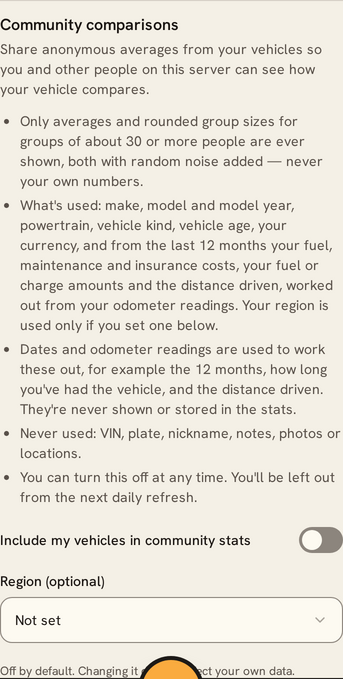 Community comparisons
Share anonymous averages from your vehicles so
you and other people on this server can see how
your vehicle compares.
• Only averages and rounded group sizes for
groups of about 30 or more people are ever
shown, both with random noise added — never
your own numbers.
• What's used: make, model and model year,
powertrain, vehicle kind, vehicle age, your
currency, and from the last 12 months your fuel,
maintenance and insurance costs, your fuel or
charge amounts and the distance driven, worked
out from your odometer readings. Your region is
used only if you set one below.
• Dates and odometer readings are used to work
these out, for example the 12 months, how long
you've had the vehicle, and the distance driven.
They're never shown or stored in the stats.
• Never used: VIN, plate, nickname, notes, photos or
locations.
• You can turn this off at any time. You'll be left out
from the next daily refresh.
Include my vehicles in community stats
Region (optional)
Not set
Off by default. Changing it your own data.